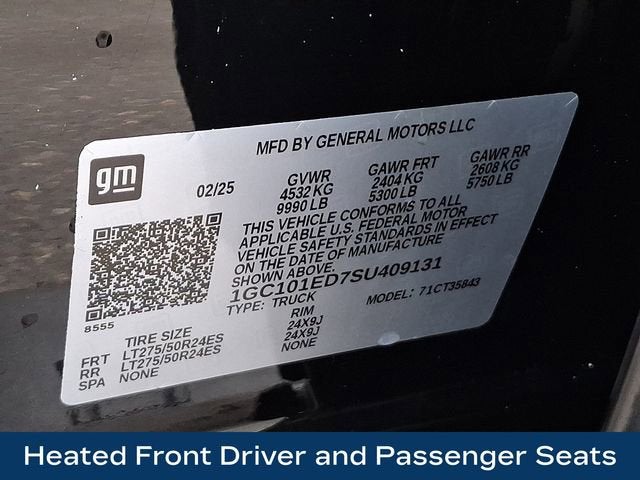 MFD BY GENERAL MOTORS LLC
gm
02/25
GVWR
4532 KG
9990 LB
GAWR FRT
2404 KG
5300 LB
GAWR RR
2608 KG
5750 LB
THIS VEHICLE CONFORMS TO ALL
APPLICABLE U.S. FEDERAL MOTOR
VEHICLE SAFETY STANDARDS IN EFFECT
ON THE DATE OF MANUFACTURE
SHOWN ABOVE.
1GC101ED7SU409131
TYPE: TRUCK
MODEL: 71CT35843
8555
TIRE SIZE RIM
FRT LT275/50R24ES 24X9J
RR LT275/50R24ES 24X9J
SPA NONE NONE
Heated Front Driver and Passenger Seats